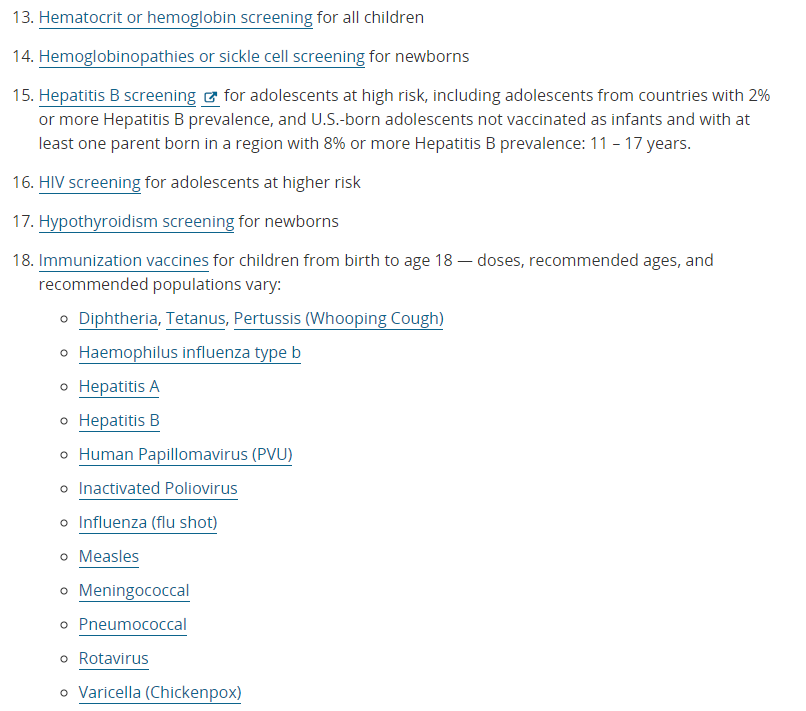 13. Hematocrit or hemoglobin screening for all children
14. Hemoglobinopathies or sickle cell screening for newborns
15. Hepatitis B screening for adolescents at high risk, including adolescents from countries with 2%
or more Hepatitis B prevalence, and U.S.-born adolescents not vaccinated as infants and with at
least one parent born in a region with 8% or more Hepatitis B prevalence: 11 – 17 years.
16. HIV screening for adolescents at higher risk
17. Hypothyroidism screening for newborns
18. Immunization vaccines for children from birth to age 18 — doses, recommended ages, and
recommended populations vary:
Diphtheria, Tetanus, Pertussis (Whooping Cough)
Haemophilus influenza type b
Hepatitis A
Hepatitis B
Human Papillomavirus (PVU)
Inactivated Poliovirus
Influenza (flu shot)
Measles
Meningococcal
Pneumococcal
Rotavirus
Varicella (Chickenpox)